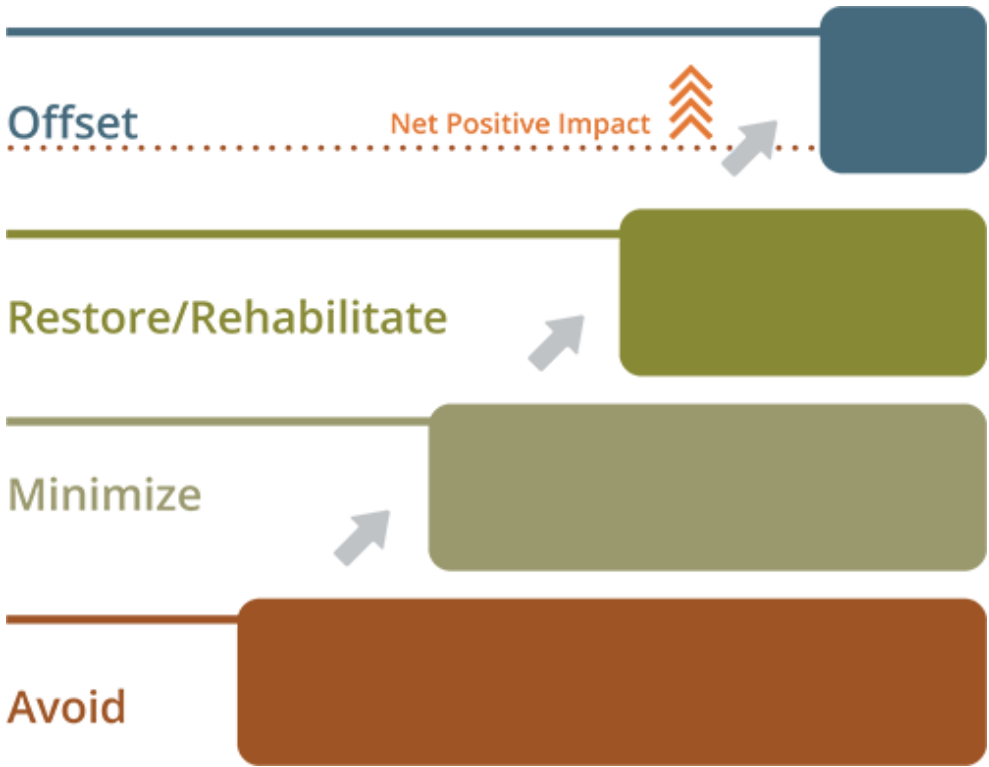 Offset
Net Positive Impact
Restore/Rehabilitate
Minimize
Avoid